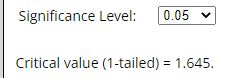 Significance Level: 0.05
Critical value (1-tailed) = 1.645.